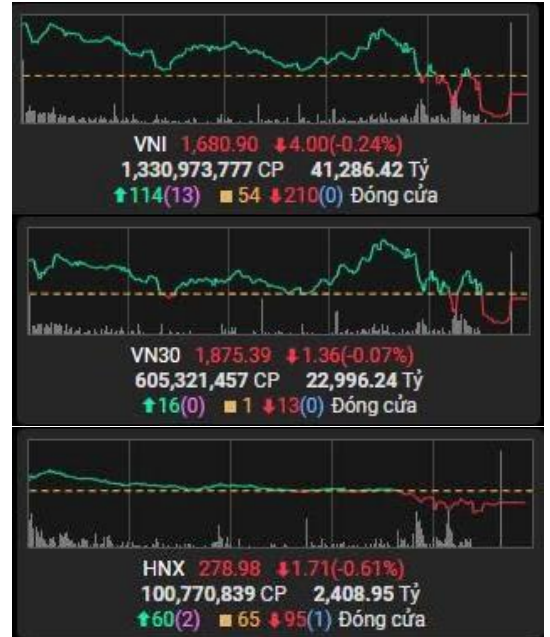 VNI 1,680.90 ⬇4.00(-0.24%)
1,330,973,777 CP 41,286.42 Tỷ
⬆114(13) ■ 54 ⬇210(0) Đóng cửa
VN30 1,875.39 ⬇1.36(-0.07%)
605,321,457 CP 22,996.24 Tỷ
⬆16(0) ■ 1 ⬇13(0) Đóng cửa
HNX 278.98 ⬇1.71(-0.61%)
100,770,839 CP 2,408.95 Tỷ
⬆60(2) ■ 65 ⬇95(1) Đóng cửa